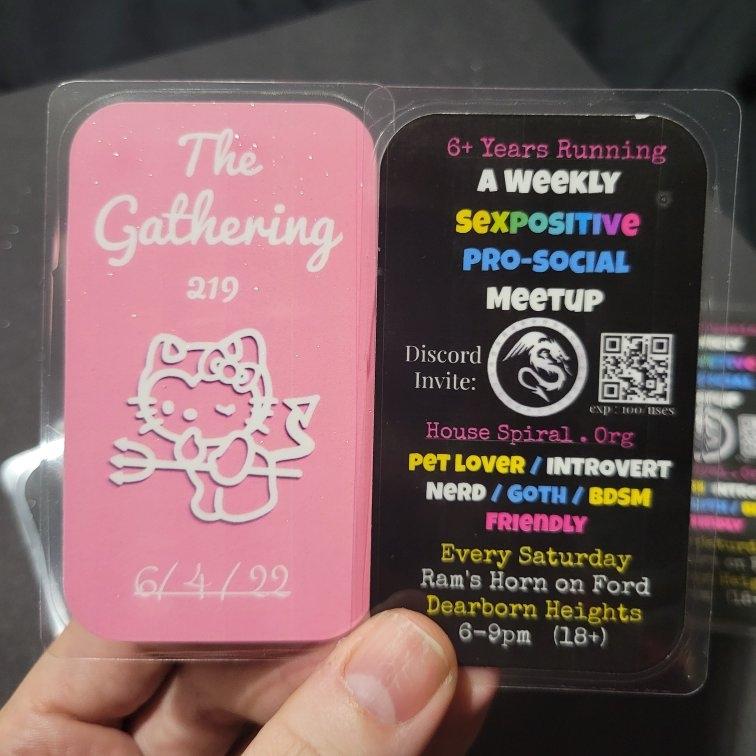 The
Gathering
219
6/4/22
6+ Years Running
A WEEKLY
SEXPOSITIVE
PRO-SOCIAL
MEETUP
Discord
Invite:
exp : 100 uses
House Spiral . Org
PET LOVER / INTROVERT
NERD / GOTH / BDSM
FRIENDLY
Every Saturday
Ram's Horn on Ford
Dearborn Heights
6-9pm (18+)